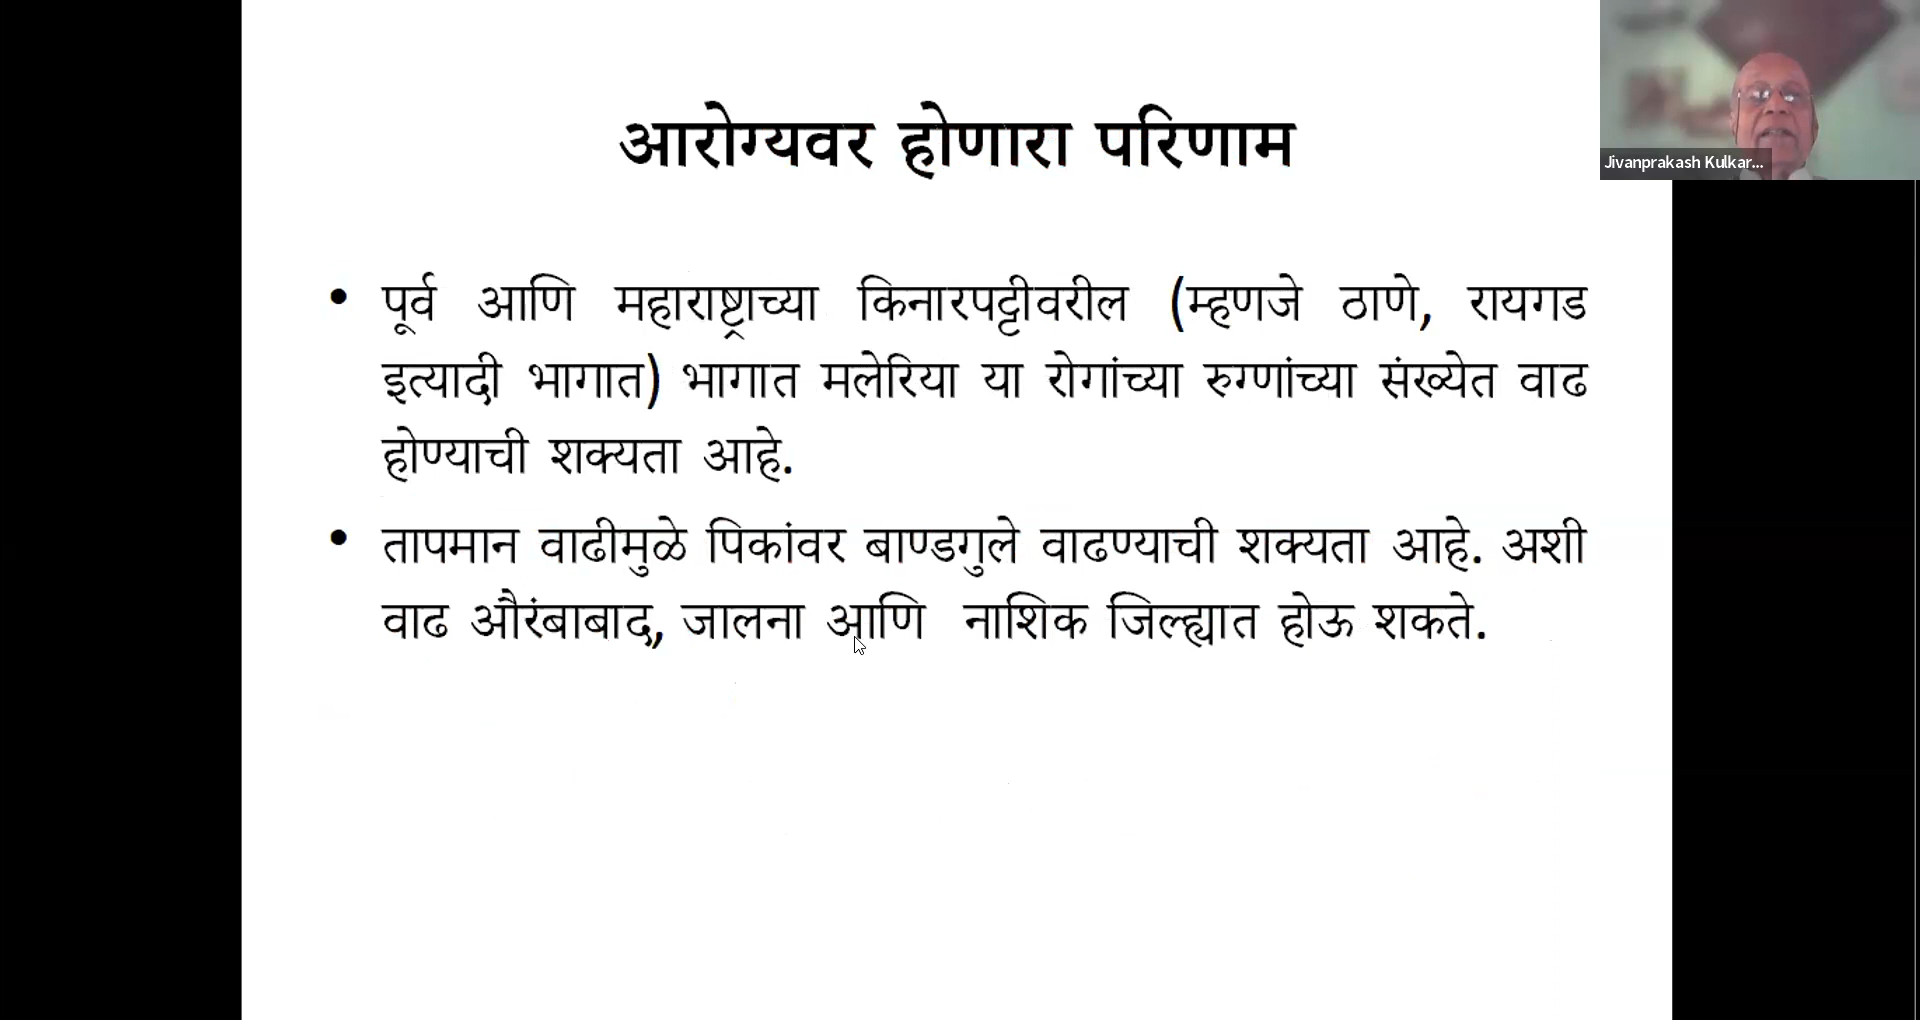 आरोग्यवर होणारा परिणाम
Jivanprakash Kulkar...
• पूर्व आणि महाराष्ट्राच्या किनारपट्टीवरील (म्हणजे ठाणे, रायगड
इत्यादी भागात) भागात मलेरिया या रोगांच्या रुग्णांच्या संख्येत वाढ
होण्याची शक्यता आहे.
• तापमान वाढीमुळे पिकांवर बाण्डगुले वाढण्याची शक्यता आहे. अशी
वाढ औरंबाबाद, जालना आणि नाशिक जिल्ह्यात होऊ शकते.